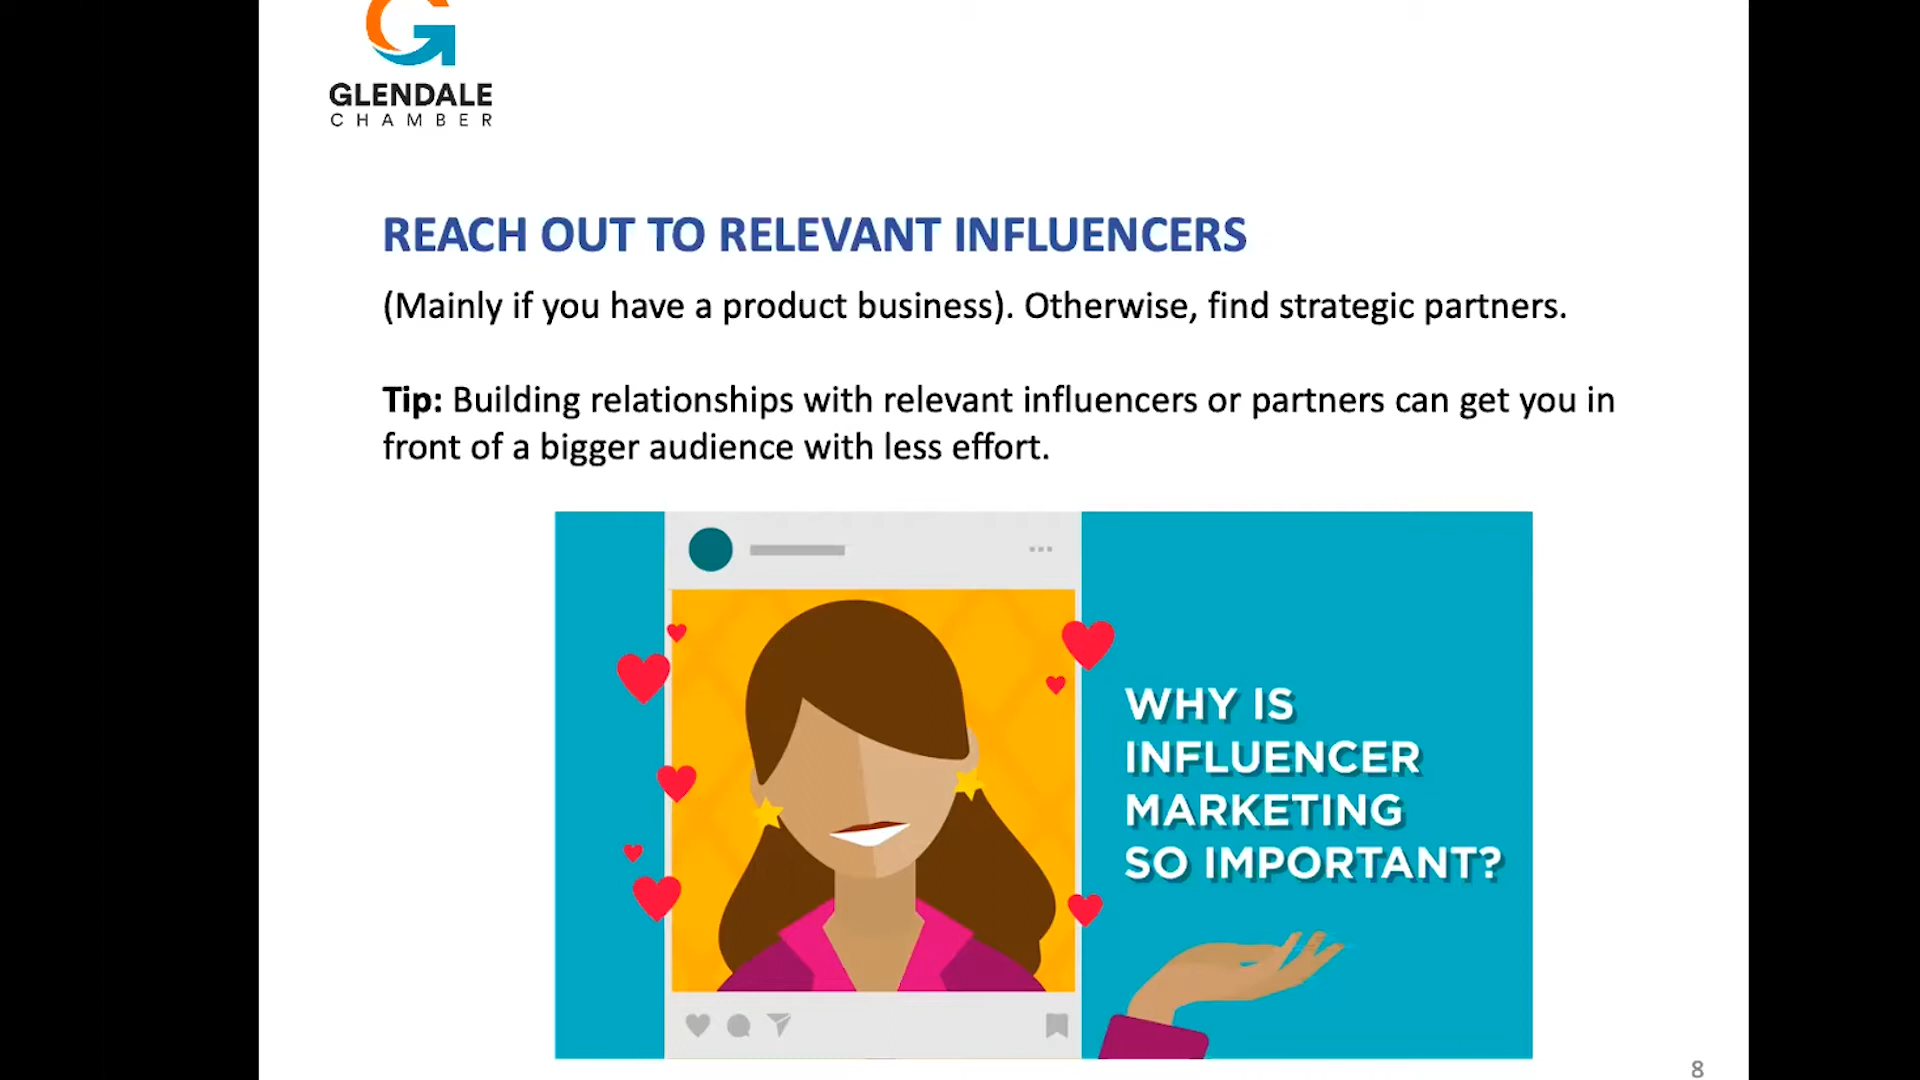 GLENDALE
CHAMBER
REACH OUT TO RELEVANT INFLUENCERS
(Mainly if you have a product business). Otherwise, find strategic partners.
Tip: Building relationships with relevant influencers or partners can get you in
front of a bigger audience with less effort.
WHY IS
INFLUENCER
MARKETING
SO IMPORTANT?
8